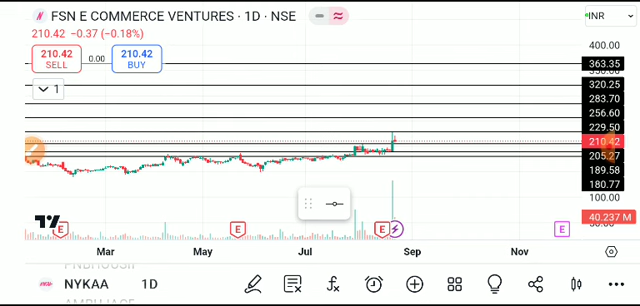 FSN E COMMERCE VENTURES · 1D · NSE
INR
210.42 −0.37 (−0.18%)
210.42
SELL
0.00
210.42
BUY
1
400.00
363.35
320.25
283.70
256.60
229.50
210.42
205.27
189.58
180.77
100.00
40.237 M
E
E
E
E
Mar
May
Jul
Sep
Nov
NYKAA 1D